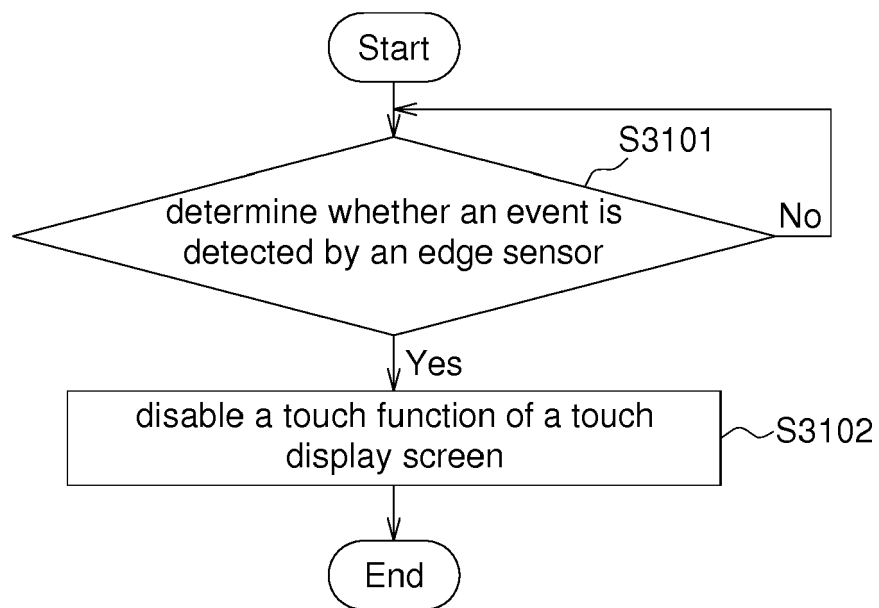 Start
S3101
determine whether an event is
detected by an edge sensor
No
Yes
disable a touch function of a touch
display screen
S3102
End